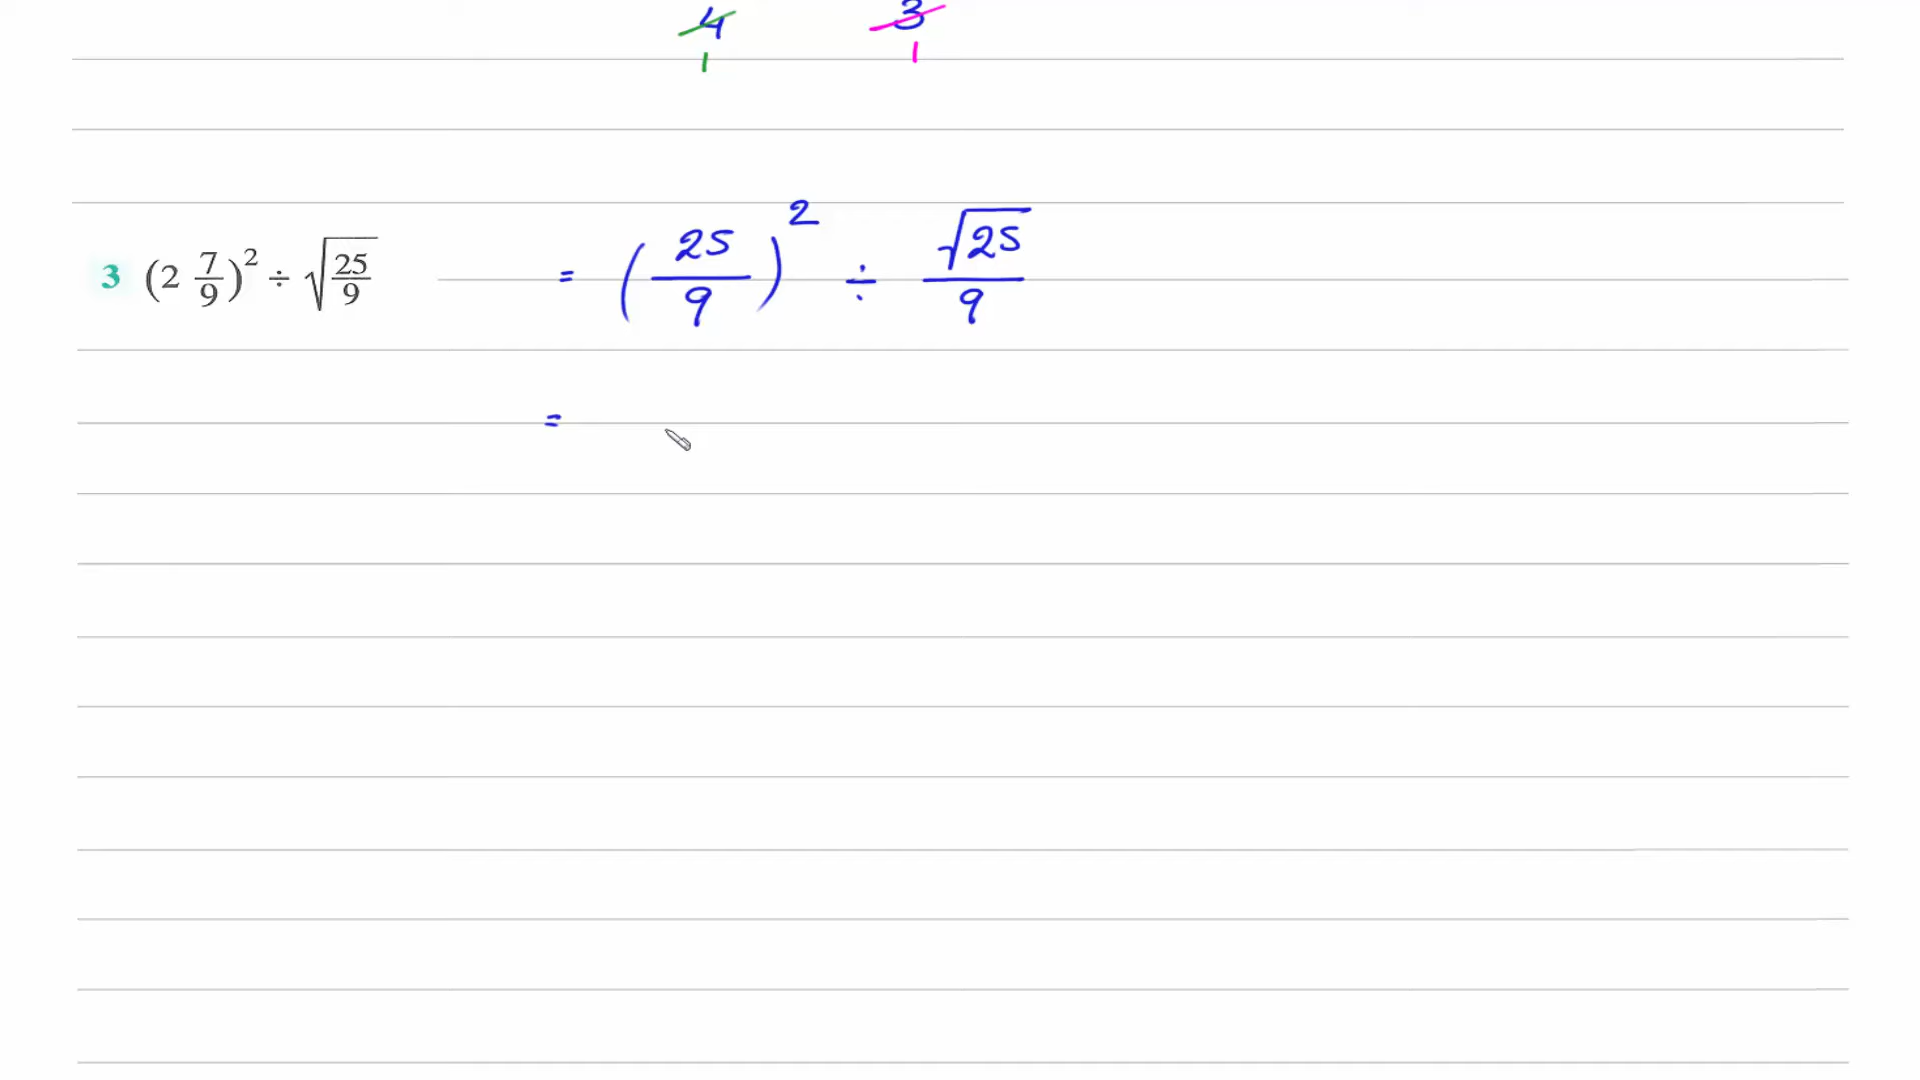 4 3
1 1
3 (2 7/9)² ÷ √(25/9) = (25/9)² ÷ √25/9
=